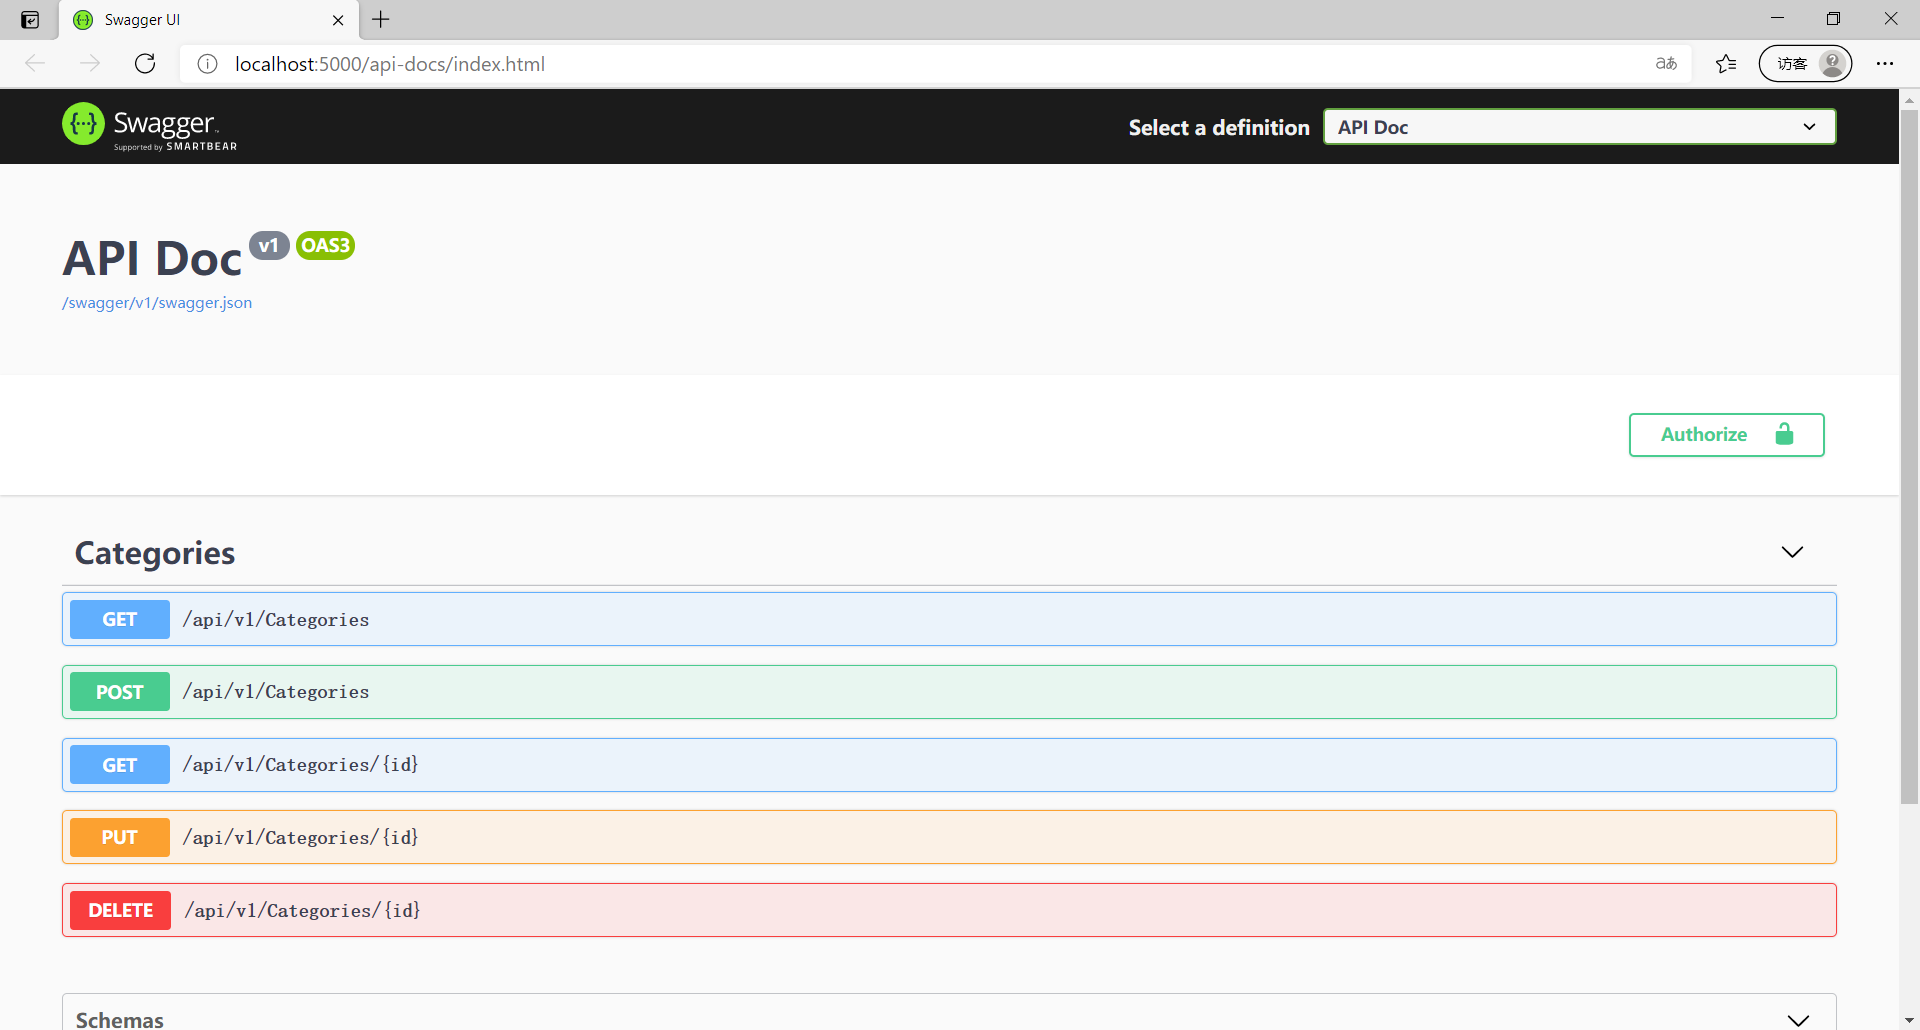 Swagger UI
localhost:5000/api-docs/index.html
aあ
访客
Swagger
Supported by SMARTBEAR
Select a definition
API Doc
API Doc v1 OAS3
/swagger/v1/swagger.json
Authorize
Categories
GET /api/v1/Categories
POST /api/v1/Categories
GET /api/v1/Categories/{id}
PUT /api/v1/Categories/{id}
DELETE /api/v1/Categories/{id}
Schemas